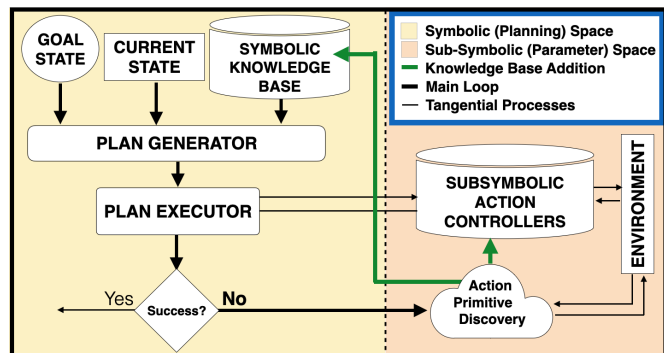 GOAL
STATE
CURRENT
STATE
SYMBOLIC
KNOWLEDGE
BASE
Symbolic (Planning) Space
Sub-Symbolic (Parameter) Space
Knowledge Base Addition
Main Loop
Tangential Processes
PLAN GENERATOR
PLAN EXECUTOR
SUBSYMBOLIC
ACTION
CONTROLLERS
ENVIRONMENT
Yes
Success?
No
Action
Primitive
Discovery